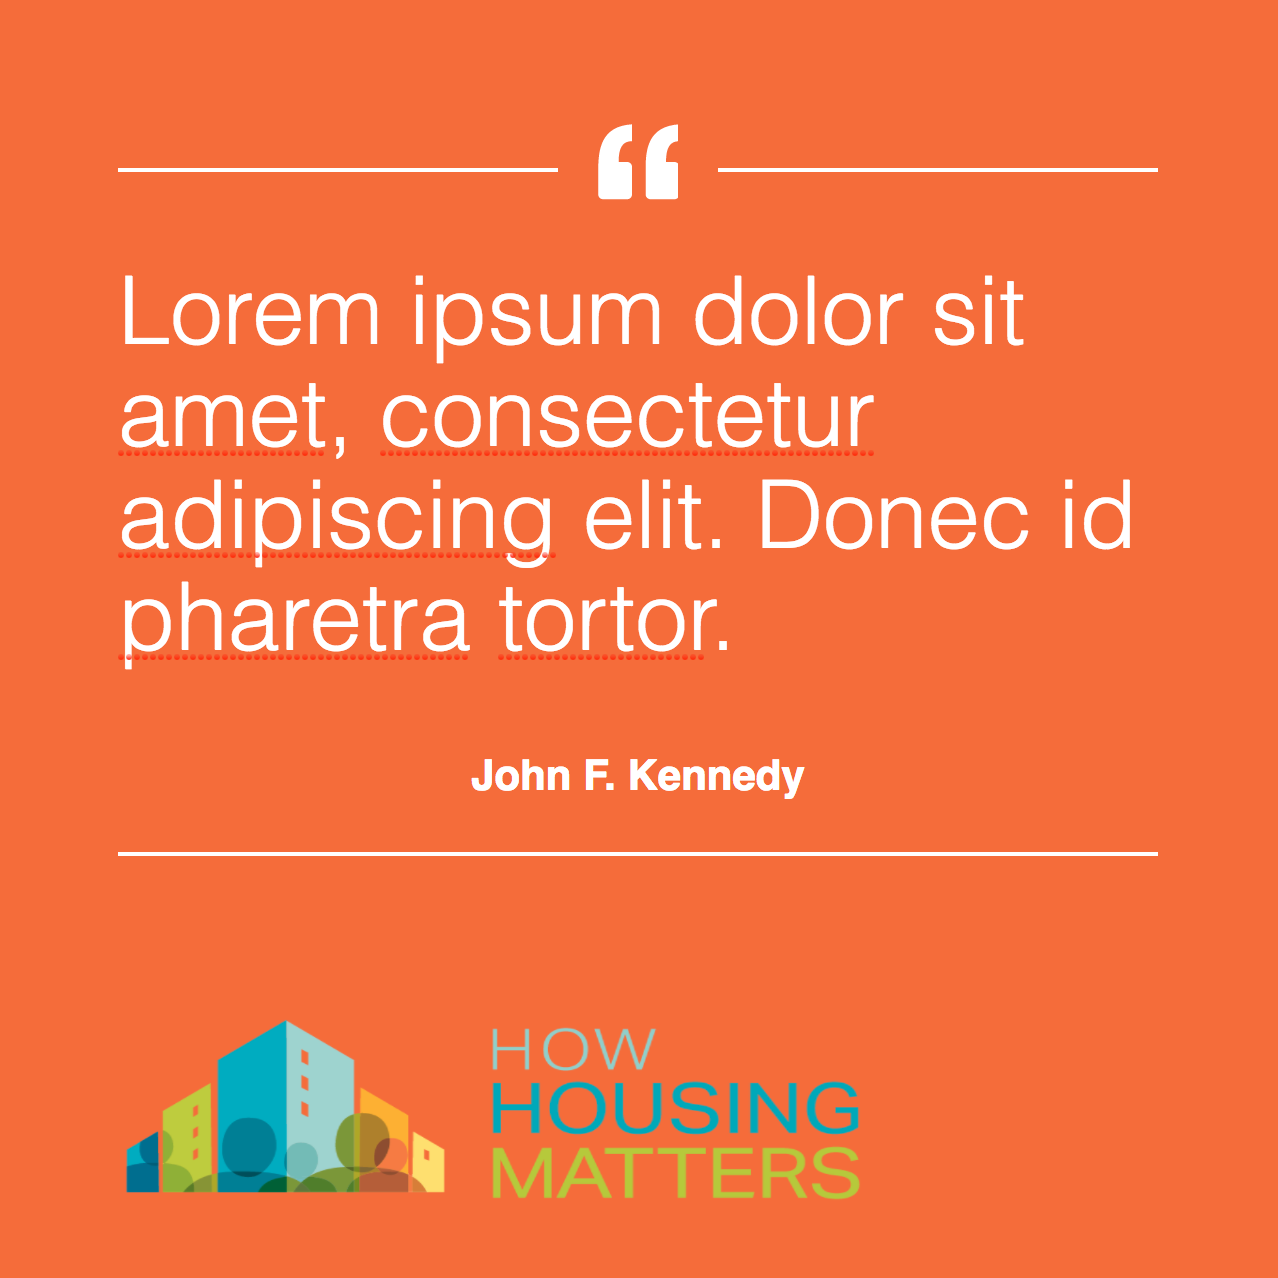 “
Lorem ipsum dolor sit
amet, consectetur
adipiscing elit. Donec id
pharetra tortor.
John F. Kennedy
HOW
HOUSING
MATTERS